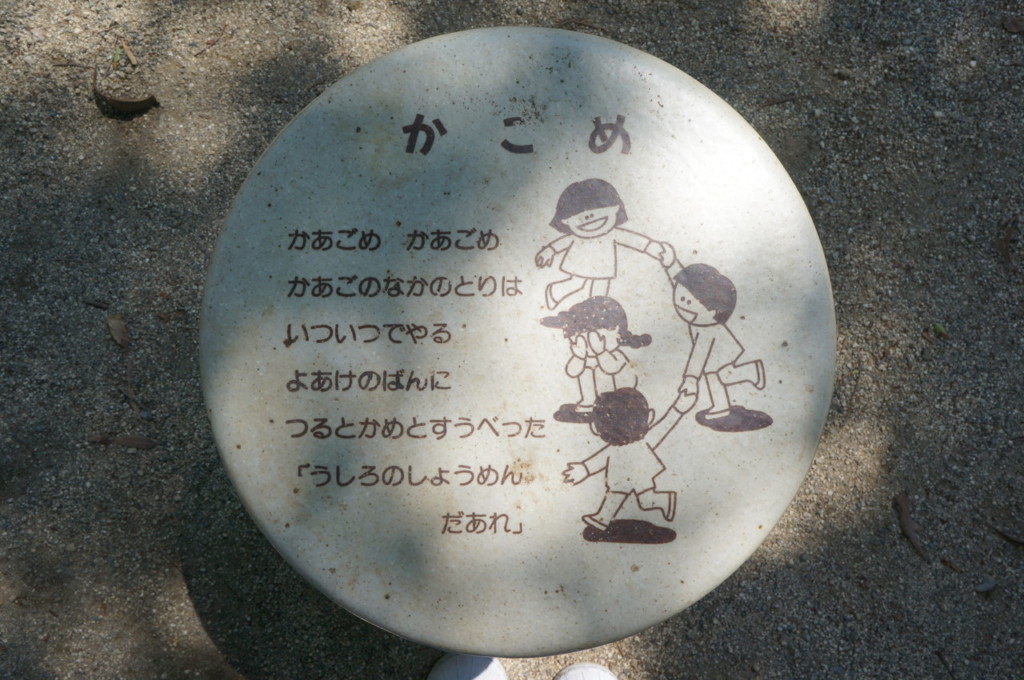 かこめ
かあごめ　かあごめ
かあごのなかのとりは
いついつでやる
よあけのばんに
つるとかめとすうべった
「うしろのしょうめん
だあれ」